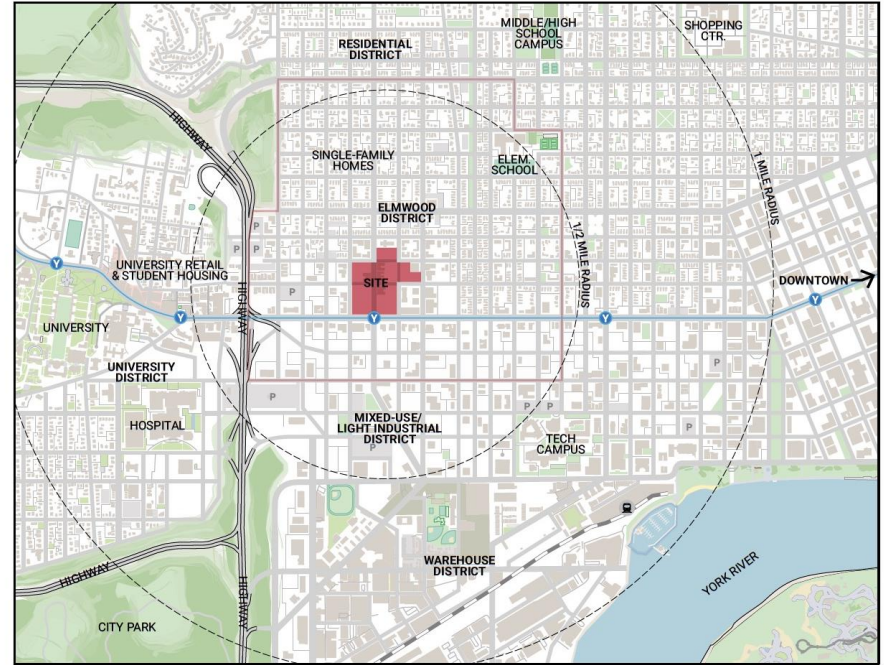 MIDDLE/HIGH
SCHOOL
CAMPUS
SHOPPING
CTR.
RESIDENTIAL
DISTRICT
HIGHWAY
SINGLE-FAMILY
HOMES
ELEM.
SCHOOL
1 MILE RADIUS
ELMWOOD
DISTRICT
1/2 MILE RADIUS
P
P
P
Y
UNIVERSITY RETAIL
& STUDENT HOUSING
SITE
DOWNTOWN
P
HIGHWAY
Y
Y
Y
Y
UNIVERSITY
UNIVERSITY
DISTRICT
P
P
P
P
HOSPITAL
MIXED-USE/
LIGHT INDUSTRIAL
DISTRICT
P
P
TECH
CAMPUS
WAREHOUSE
DISTRICT
YORK RIVER
HIGHWAY
HIGHWAY
CITY PARK